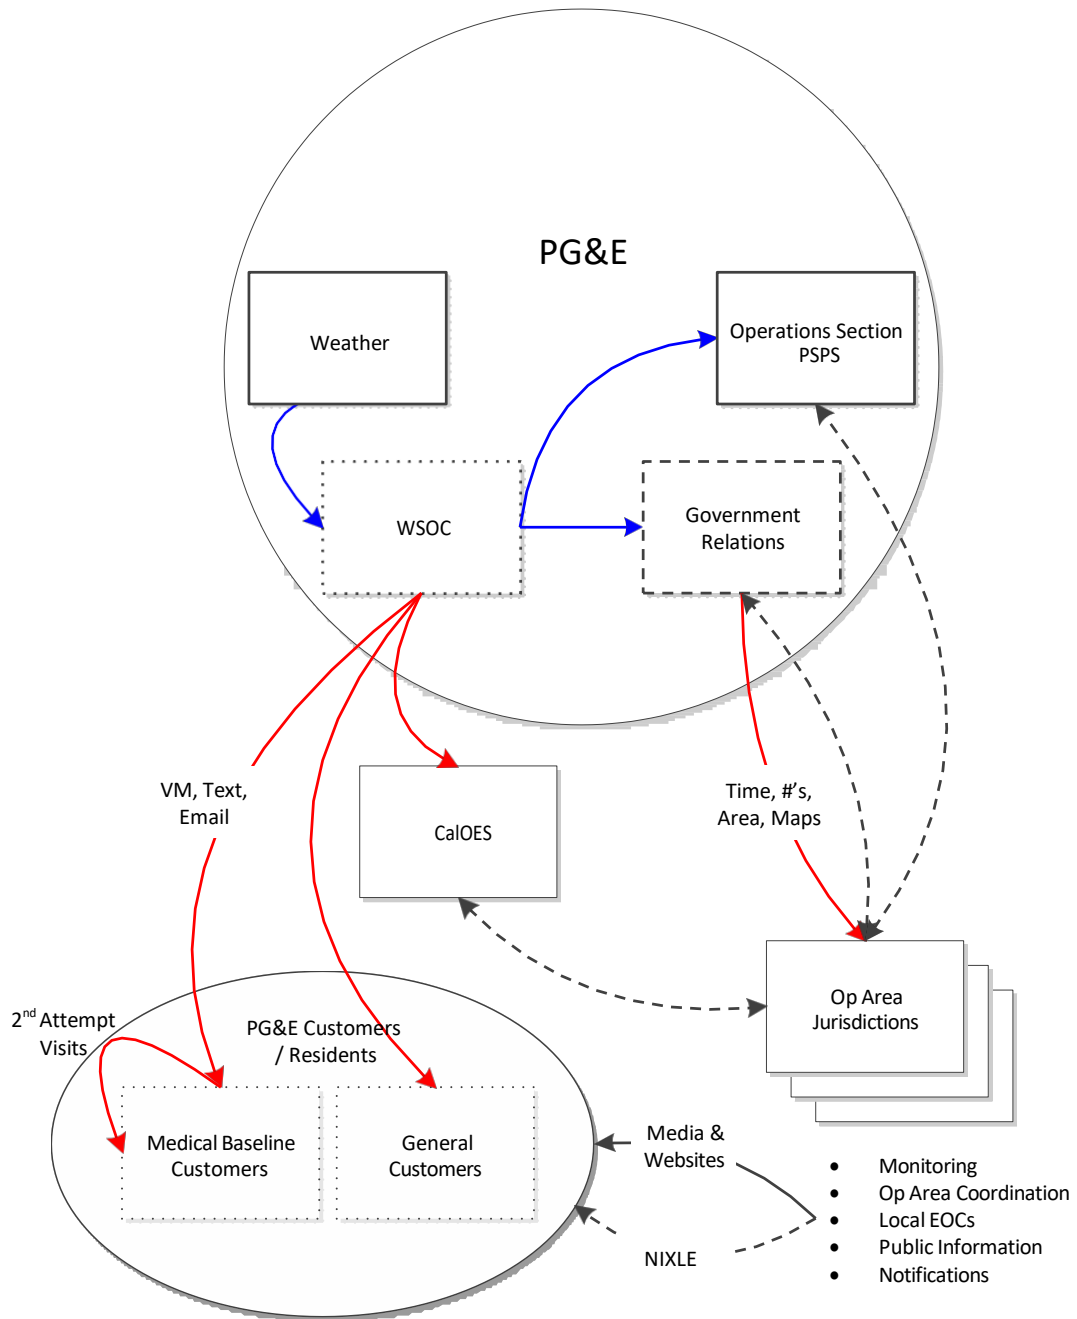 PG&E
Weather
Operations Section
PSPS
WSOC
Government
Relations
VM, Text,
Email
CalOES
Time, #'s,
Area, Maps
Op Area
Jurisdictions
2nd Attempt
Visits
PG&E Customers
/ Residents
Medical Baseline
Customers
General
Customers
Media &
Websites
NIXLE
• Monitoring
• Op Area Coordination
• Local EOCs
• Public Information
• Notifications